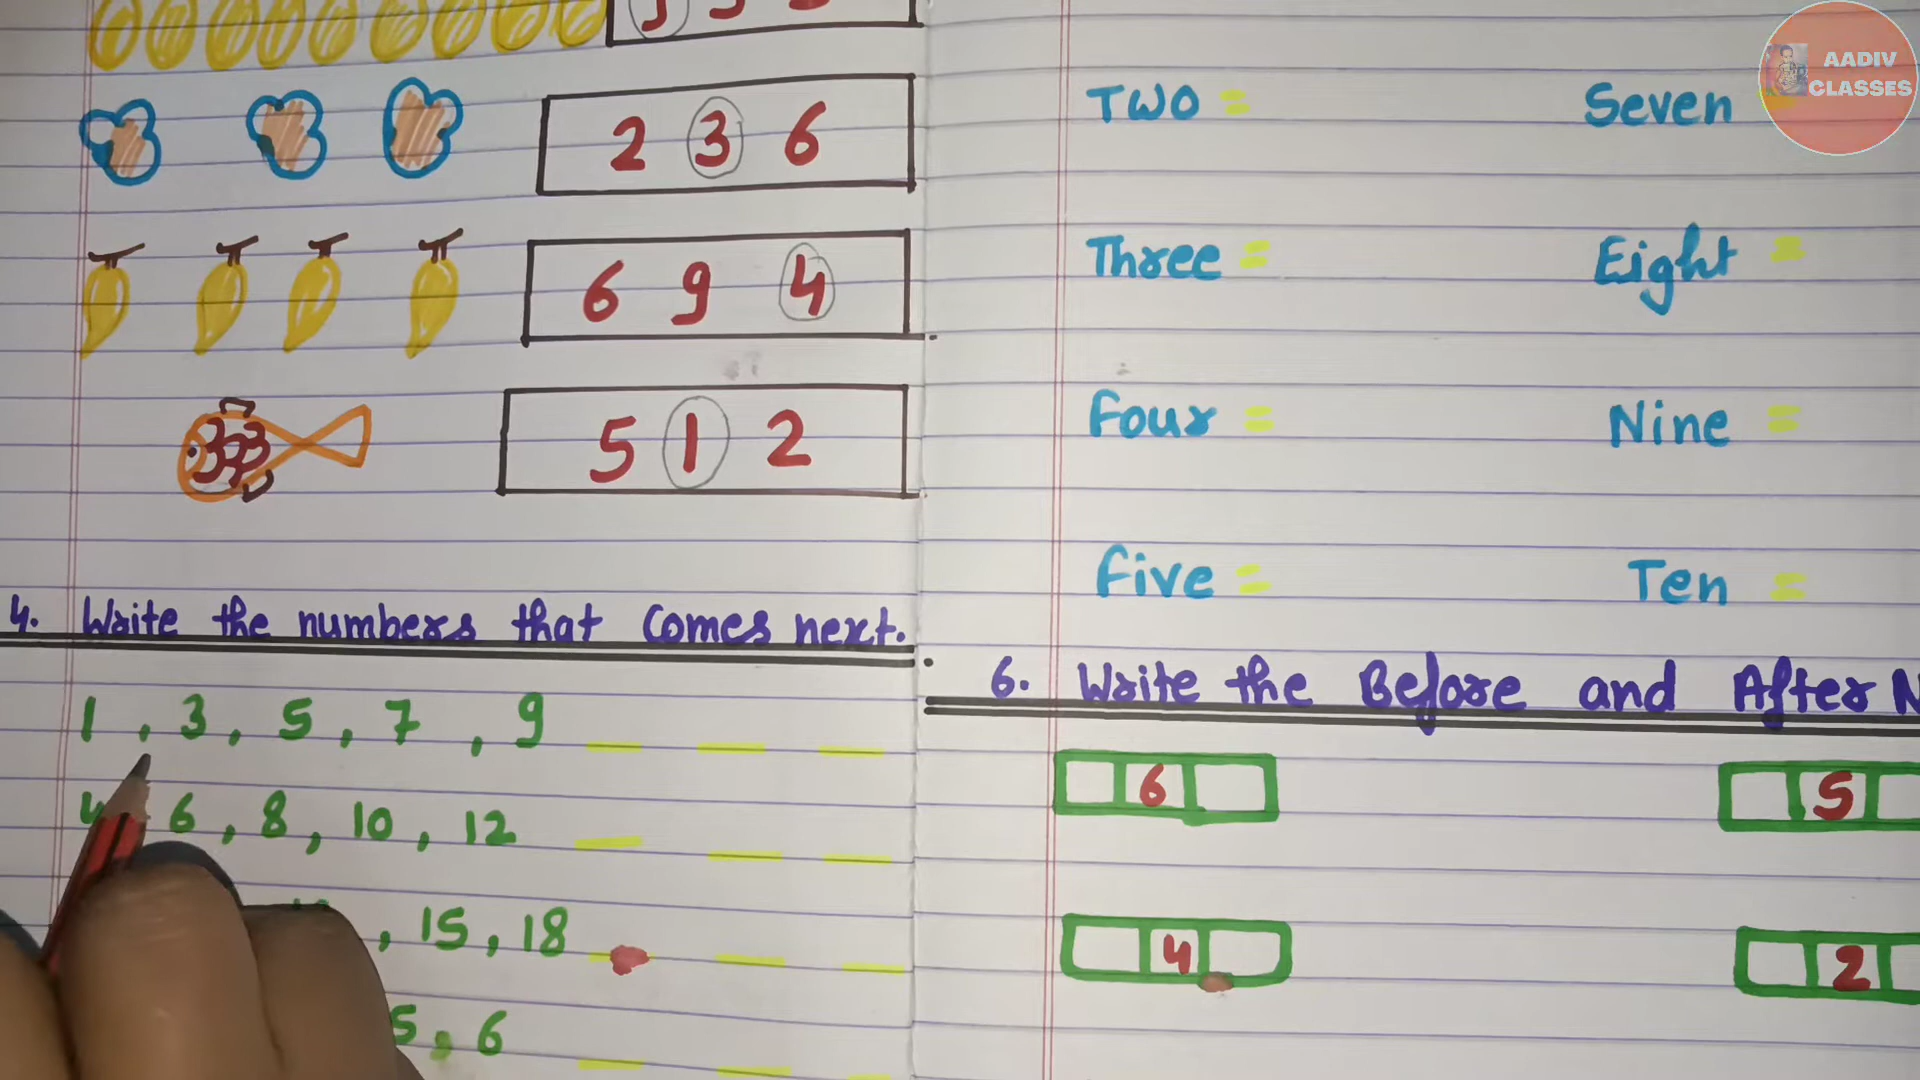 2 3 6
6 9 4
5 1 2
4. Write the numbers that comes next.
1, 3, 5, 7, 9 _ _ _
4 6, 8, 10, 12 _ _ _
, 15, 18 _ _ _
5, 6 _ _ _
AADIV
CLASSES
Two = Seven
Three = Eight =
Four = Nine =
Five = Ten =
6. Write the Before and After N
6 5
4 2